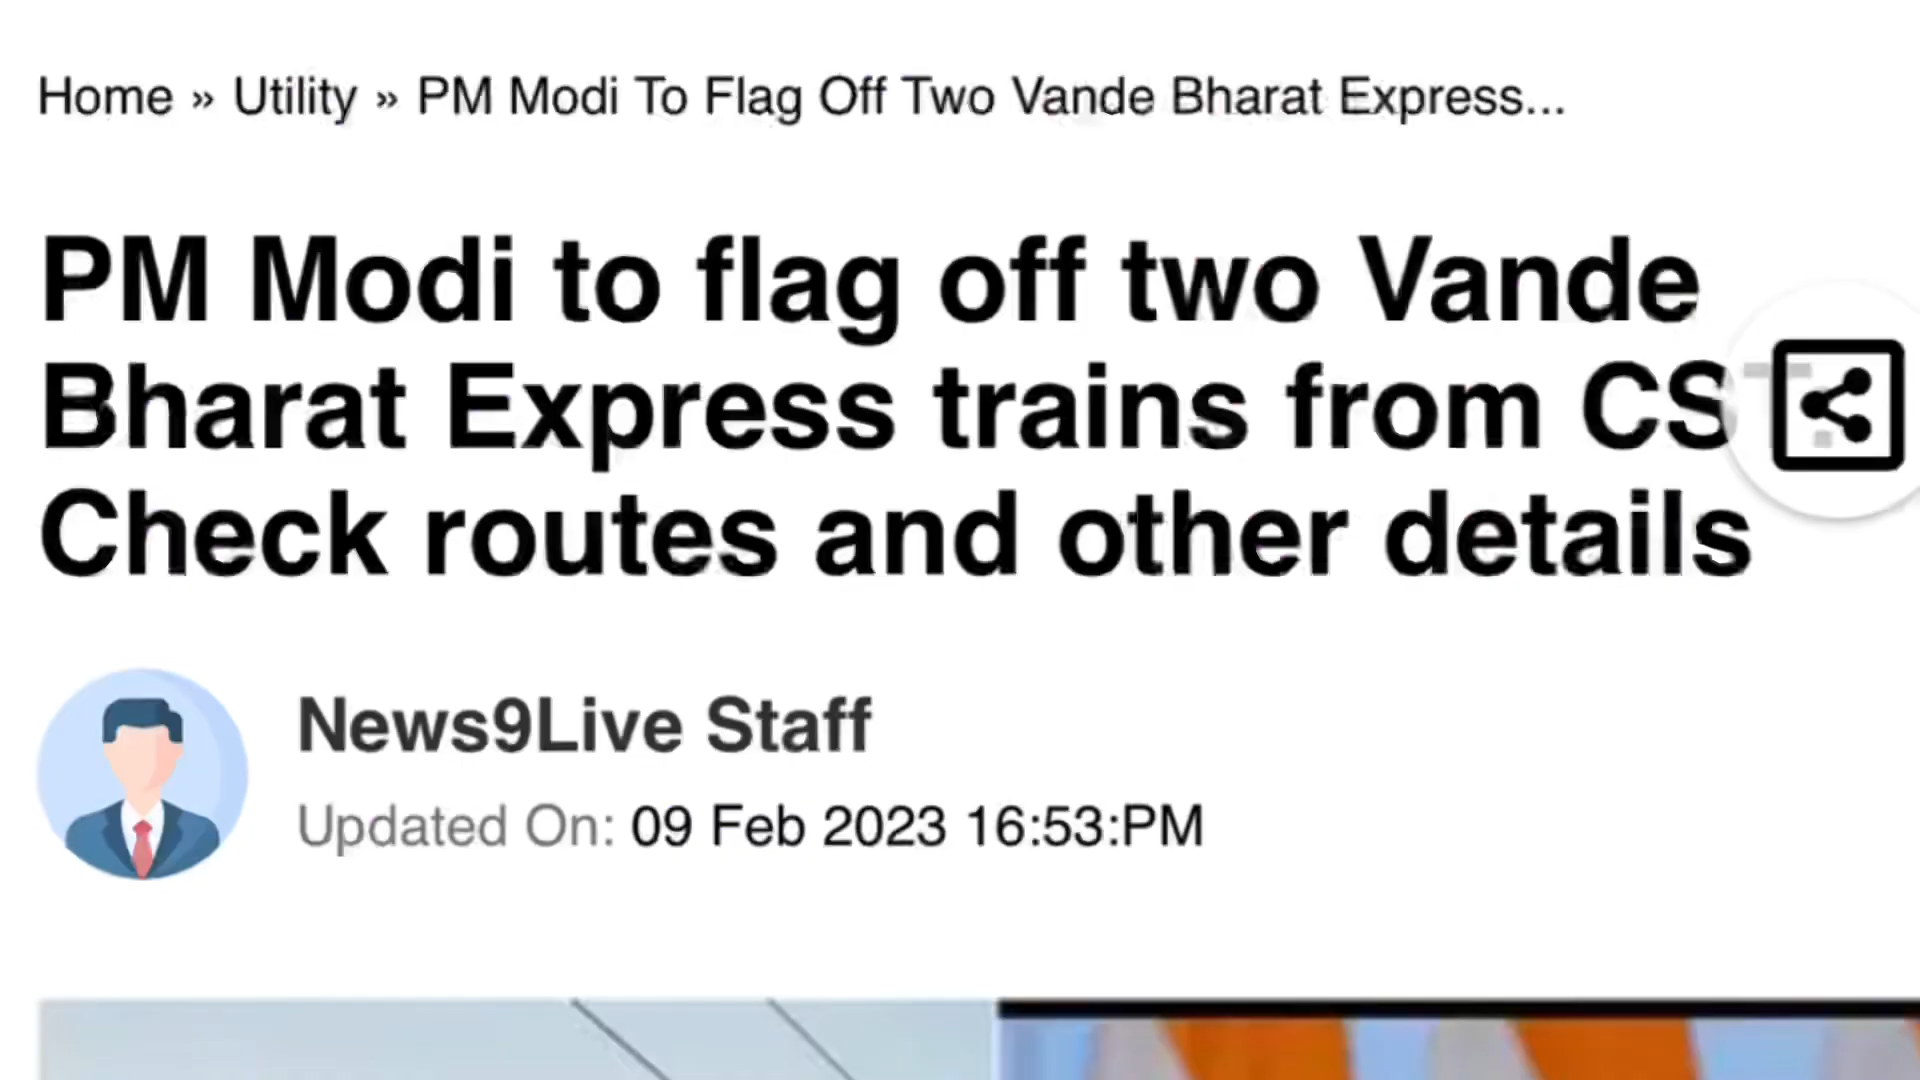 Home » Utility » PM Modi To Flag Off Two Vande Bharat Express...
PM Modi to flag off two Vande
Bharat Express trains from
Check routes and other details
News9Live Staff
Updated On: 09 Feb 2023 16:53:PM